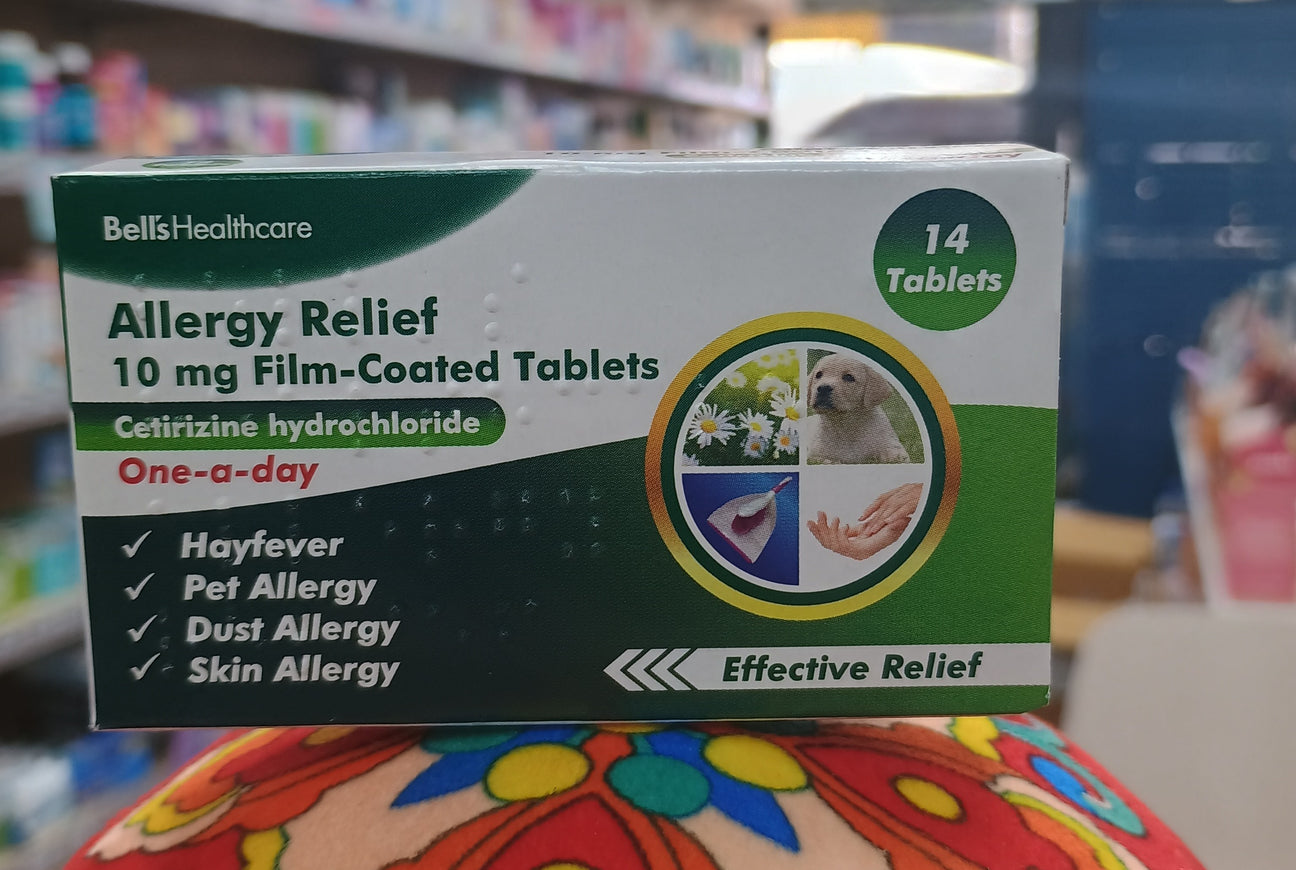 Bell'sHealthcare
14
Tablets
Allergy Relief
10 mg Film-Coated Tablets
Cetirizine hydrochloride
One-a-day
✓ Hayfever
✓ Pet Allergy
✓ Dust Allergy
✓ Skin Allergy
Effective Relief